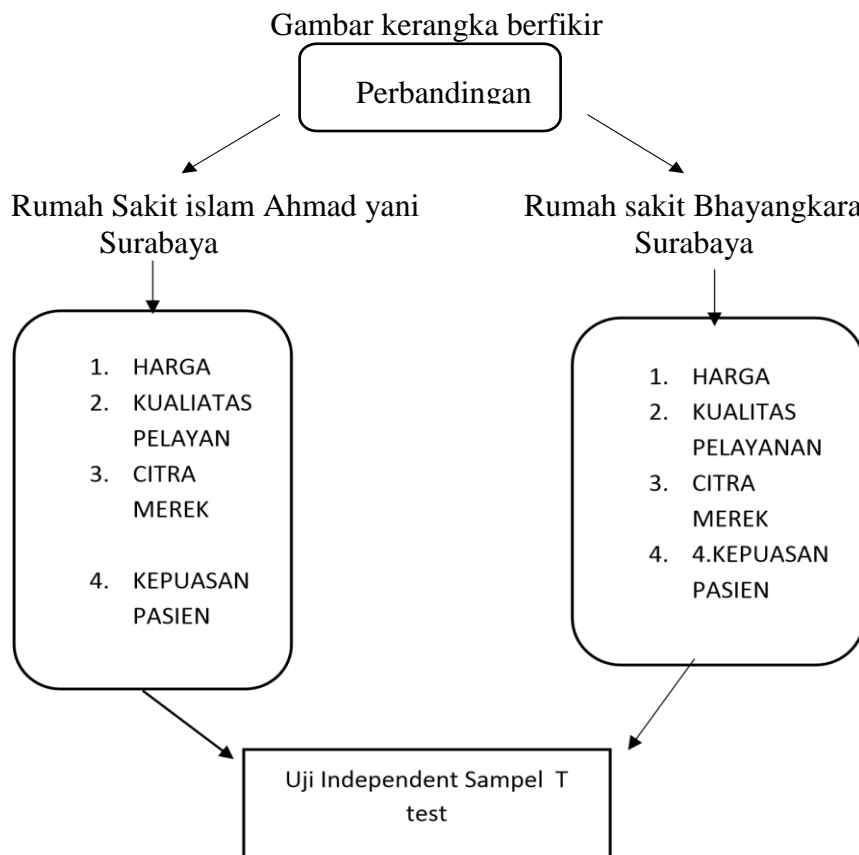 Gambar kerangka berfikir
Perbandingan
Rumah Sakit islam Ahmad yani
Surabaya
Rumah sakit Bhayangkara
Surabaya
1. HARGA
2. KUALIATAS
PELAYAN
3. CITRA
MEREK
4. KEPUASAN
PASIEN
1. HARGA
2. KUALITAS
PELAYANAN
3. CITRA
MEREK
4. 4.KEPUASAN
PASIEN
Uji Independent Sampel T
test